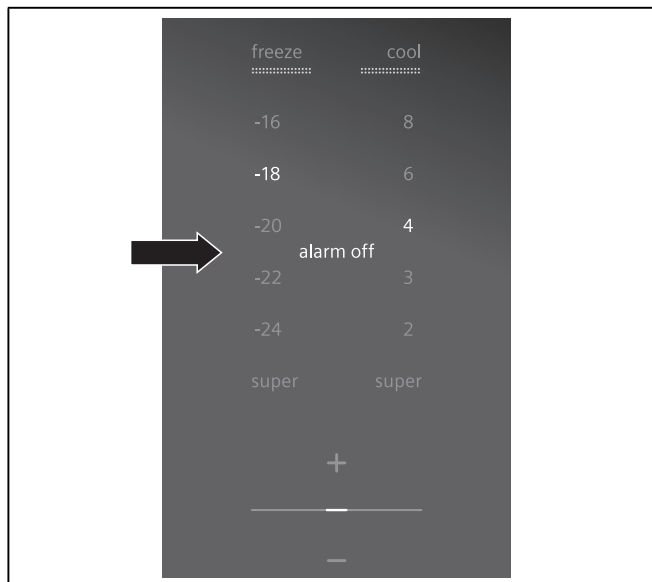 freeze cool
-16 8
-18 6
-20 4
alarm off
-22 3
-24 2
super super
+
–